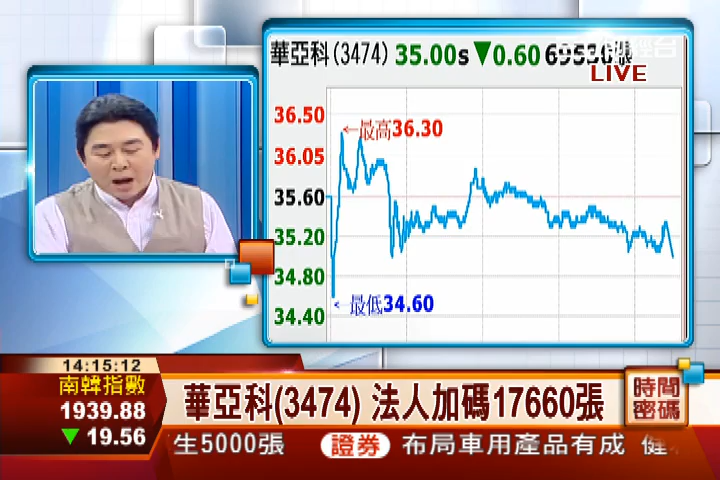 華亞科(3474) 35.00s ▼0.60
LIVE
36.50
36.05
35.60
35.20
34.80
34.40
←最高36.30
←最低34.60
14:15:12
南韓指數
1939.88
▼ 19.56
華亞科(3474) 法人加碼17660張
時間
密碼
5000張 證券 布局車用產品有成